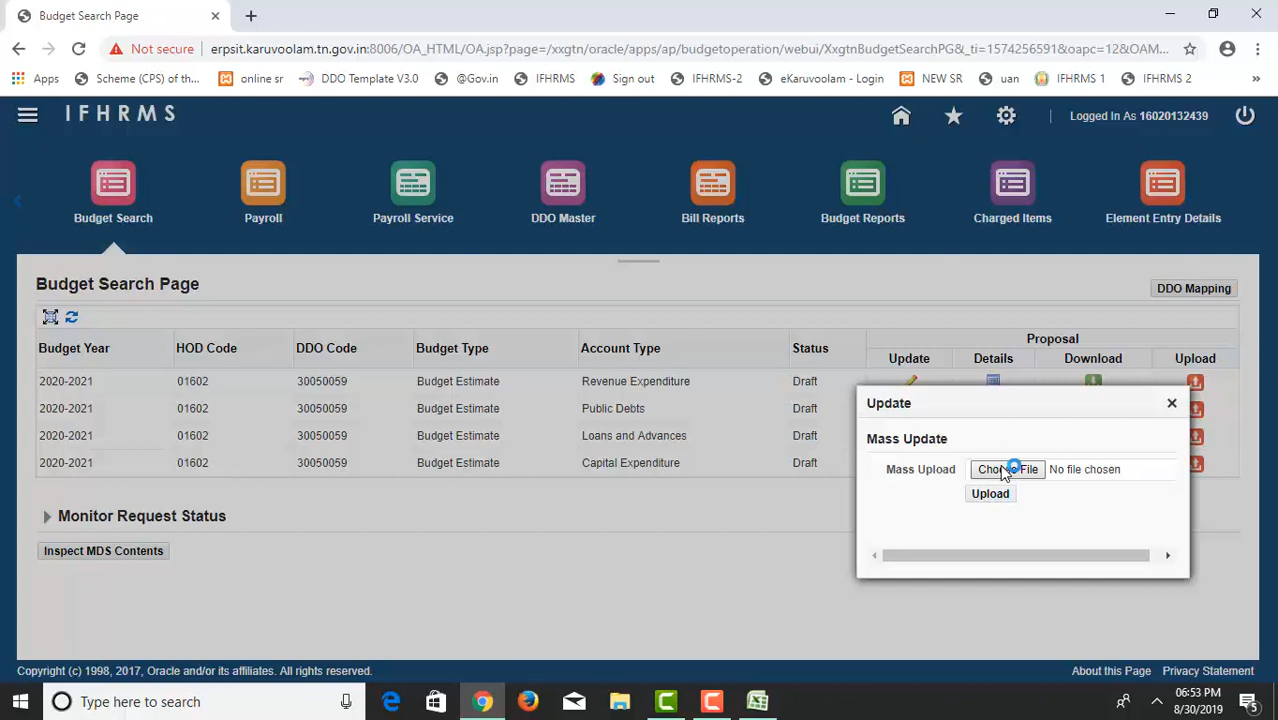 Budget Search Page
Not secure erpsit.karuvoolam.tn.gov.in:8006/OA_HTML/OA.jsp?page=/xxgtn/oracle/apps/ap/budgetoperation/webui/XxgtnBudgetSearchPG&_ti=1574256591&oapc=12&OAM...
Apps Scheme (CPS) of th... online sr DDO Template V3.0 @Gov.in IFHRMS Sign out IFHRMS-2 eKaruvoolam - Login NEW SR uan IFHRMS 1 IFHRMS 2 »
IFHRMS Logged In As 16020132439
Budget Search Payroll Payroll Service DDO Master Bill Reports Budget Reports Charged Items Element Entry Details
Budget Search Page
DDO Mapping
Proposal
Budget Year HOD Code DDO Code Budget Type Account Type Status Update Details Download Upload
2020-2021 01602 30050059 Budget Estimate Revenue Expenditure Draft
2020-2021 01602 30050059 Budget Estimate Public Debts Draft
2020-2021 01602 30050059 Budget Estimate Loans and Advances Draft
2020-2021 01602 30050059 Budget Estimate Capital Expenditure Draft
Update
Mass Update
Mass Upload Choose File No file chosen
Upload
Monitor Request Status
Inspect MDS Contents
Copyright (c) 1998, 2017, Oracle and/or its affiliates. All rights reserved. About this Page Privacy Statement
Type here to search
06:53 PM
8/30/2019
5